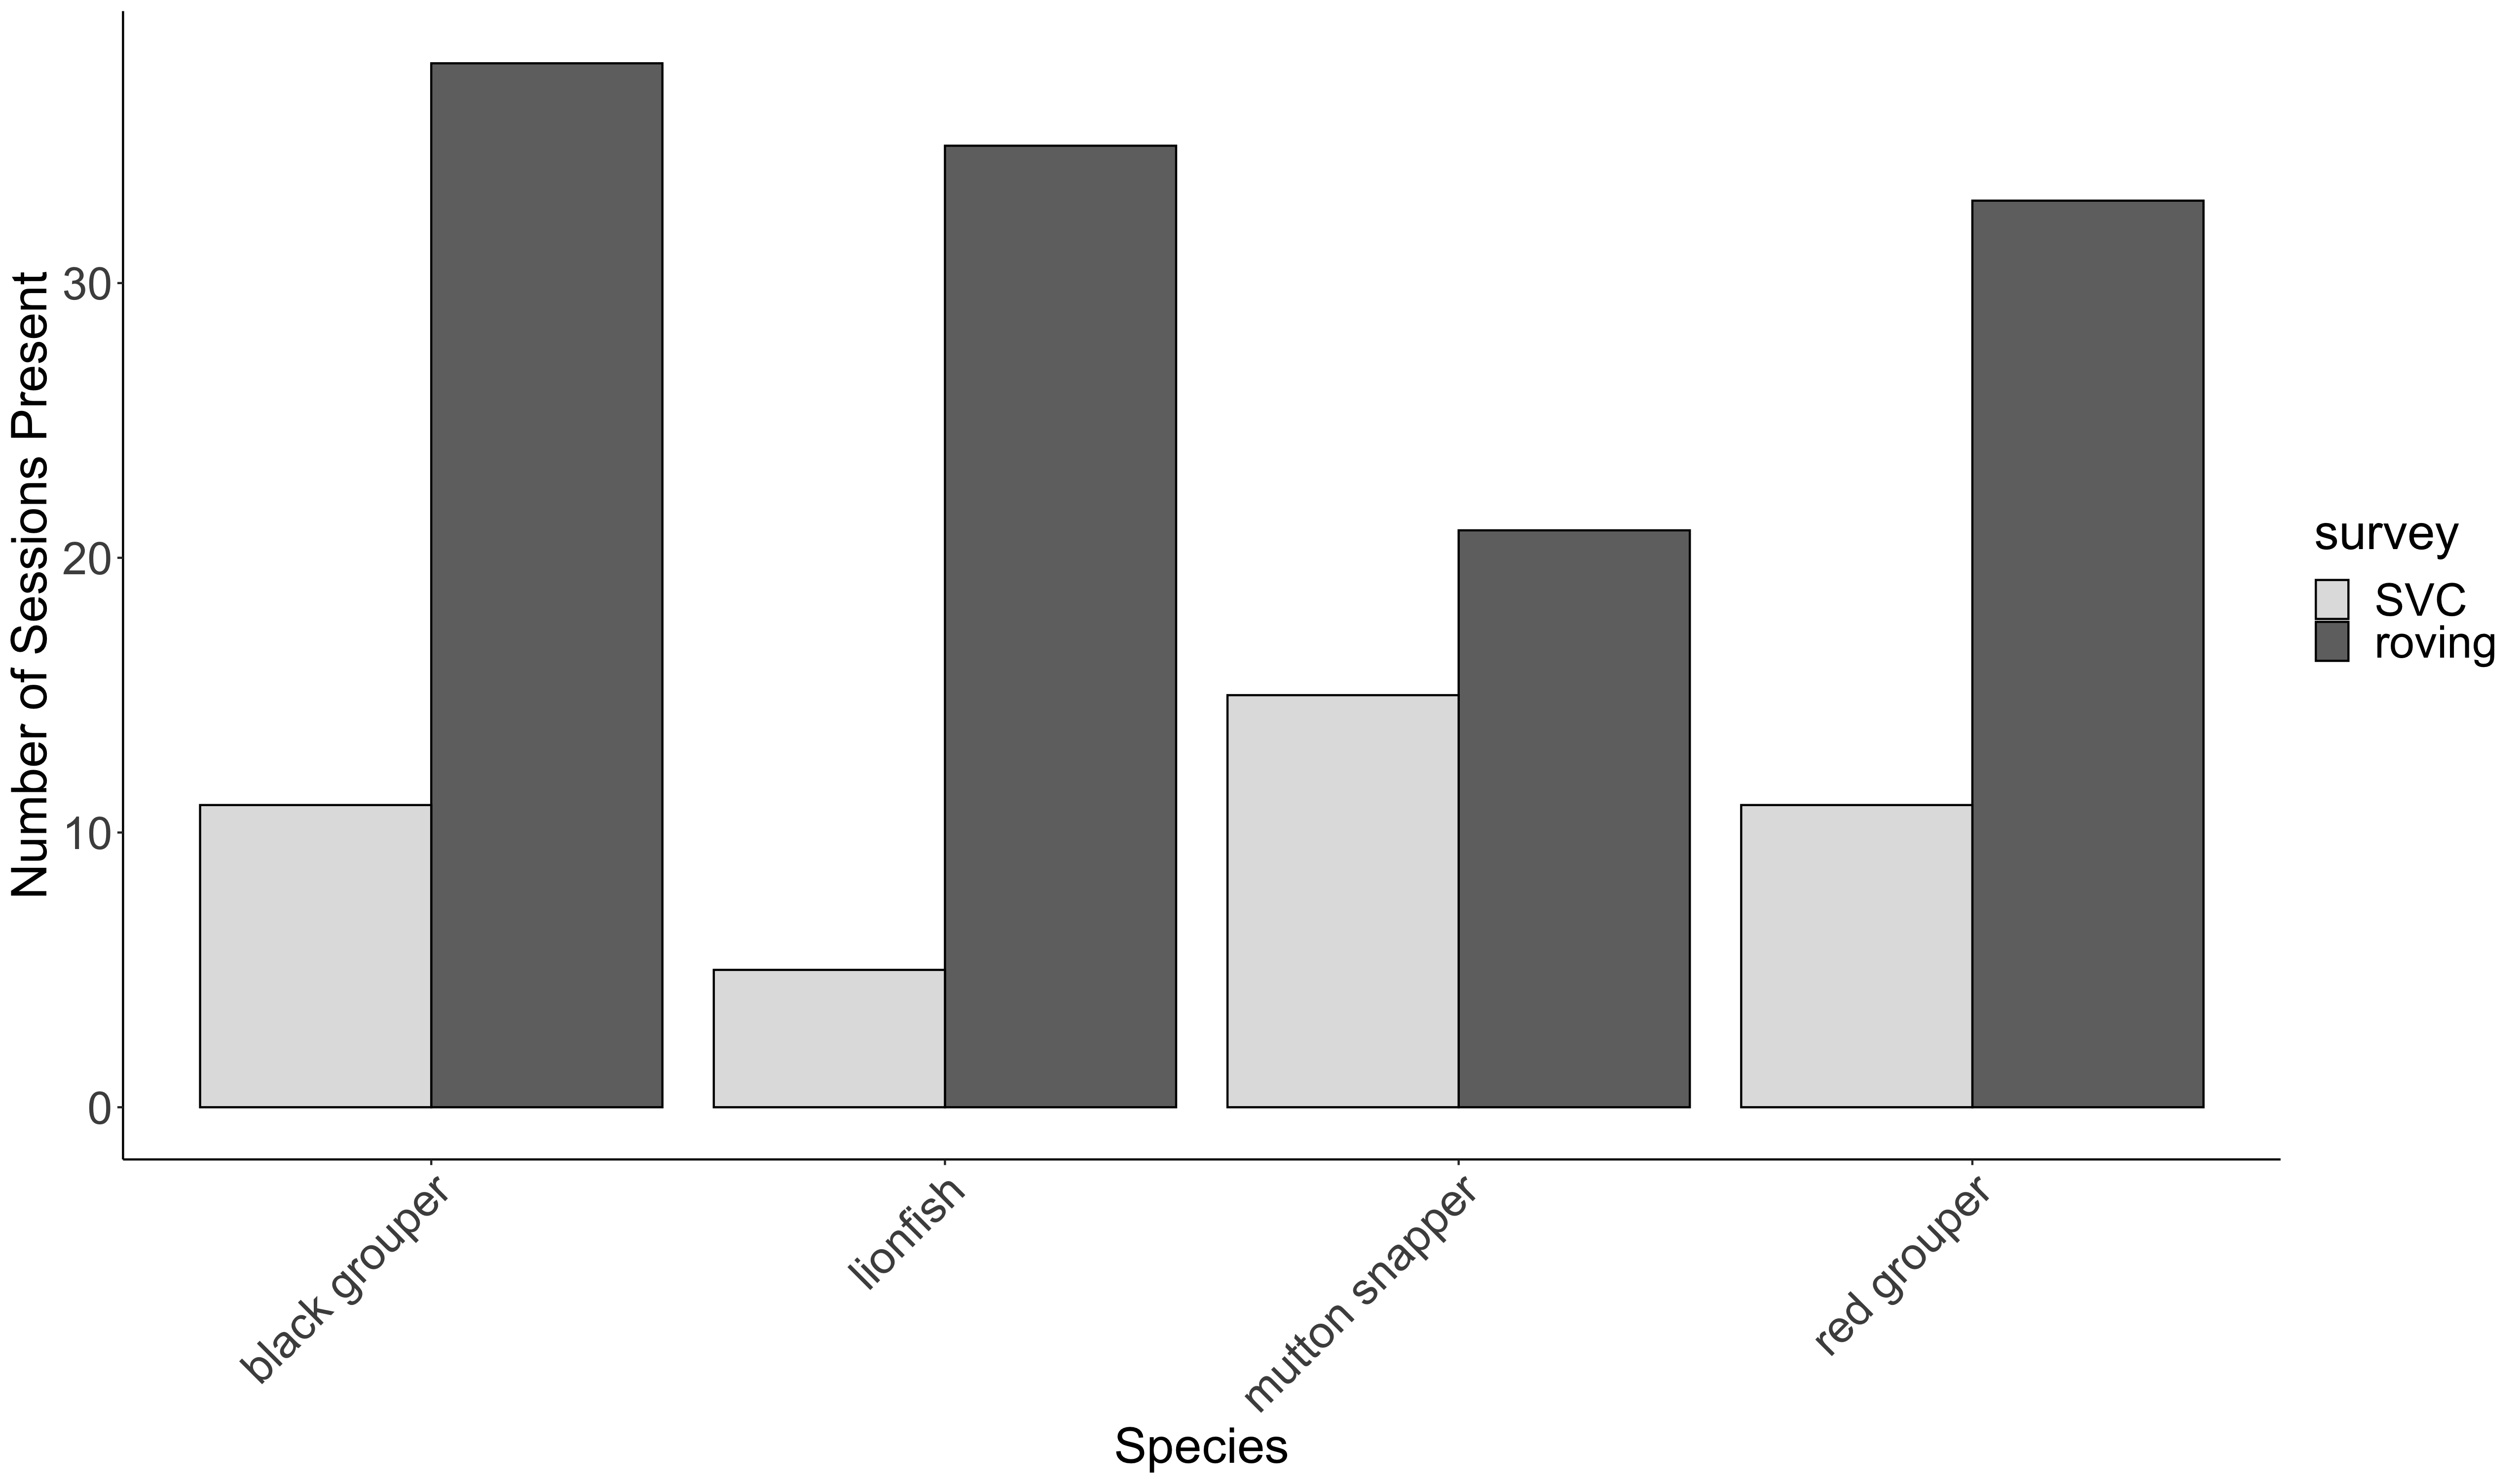 Number of Sessions Present
30
20
10
0
black grouper
lionfish
mutton snapper
red grouper
Species
survey
SVC
roving